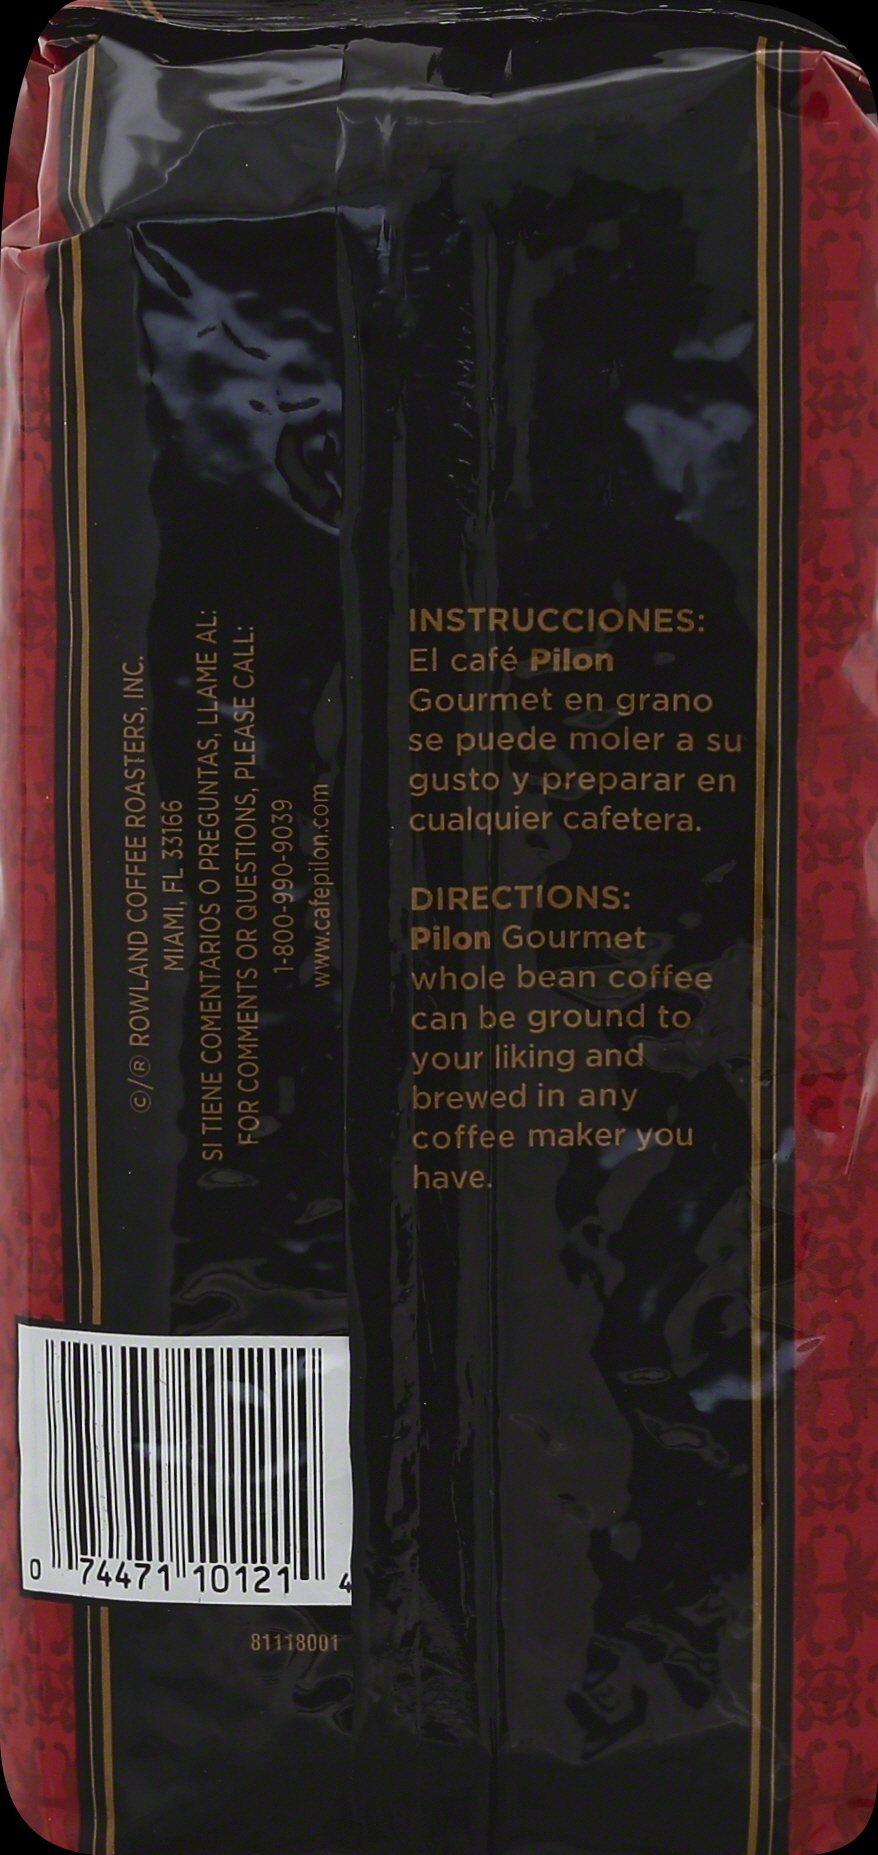 INSTRUCCIONES:
El café Pilon
Gourmet en grano
se puede moler a su
gusto y preparar en
cualquier cafetera.
DIRECTIONS:
Pilon Gourmet
whole bean coffee
can be ground to
your liking and
brewed in any
coffee maker you
have.
©/® ROWLAND COFFEE ROASTERS, INC.
MIAMI, FL 33166
SI TIENE COMENTARIOS O PREGUNTAS, LLAME AL:
FOR COMMENTS OR QUESTIONS, PLEASE CALL:
1-800-990-9039
www.cafepilon.com
0 74471 10121 4
81118001